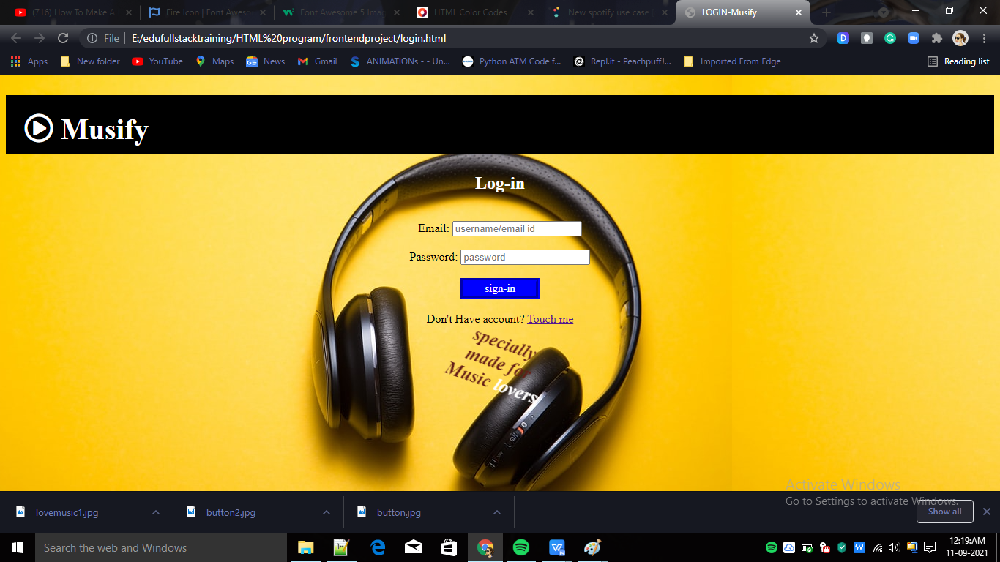 (716) How To Make A
Fire Icon | Font Aweso
Font Awesome 5 Imag
HTML Color Codes
New spotify use case
LOGIN-Musify
File
E:/edufullstacktraining/HTML%20program/frontendproject/login.html
Apps
New folder
YouTube
Maps
News
Gmail
ANIMATIONs - - Un...
Python ATM Code f...
Repl.it - PeachpuffJ...
Imported From Edge
Reading list
Musify
Log-in
Email: username/email id
Password: password
sign-in
Don't Have account? Touch me
specially
made for
Music lovers
Activate Windows
Go to Settings to activate Windows.
lovemusic1.jpg
button2.jpg
button.jpg
Show all
Search the web and Windows
12:19:AM
11-09-2021